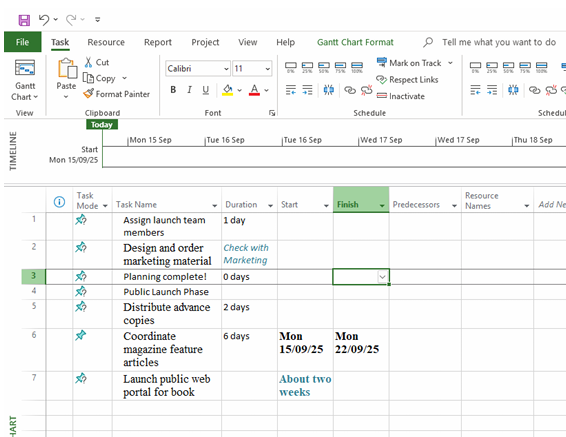 File Task Resource Report Project View Help Gantt Chart Format Tell me what you want to do
Cut
Copy
Format Painter
Gantt
Chart
Paste
Calibri 11
B I U A
0% 25% 50% 75% 100%
Mark on Track
Respect Links
Inactivate
0% 25% 50% 75% 100%
View Clipboard Font Schedule
TIMELINE
Today
Start
Mon 15/09/25
Mon 15 Sep Tue 16 Sep Tue 16 Sep Wed 17 Sep Wed 17 Sep Thu 18 Sep
Task
Mode
Task Name Duration Start Finish Predecessors
Resource
Names
1 Assign launch team
members
1 day
2 Design and order
marketing material
Check with
Marketing
3 Planning complete! 0 days
4 Public Launch Phase
5 Distribute advance
copies
2 days
6 Coordinate
magazine feature
articles
6 days
Mon
15/09/25
Mon
22/09/25
7 Launch public web
portal for book
About two
weeks